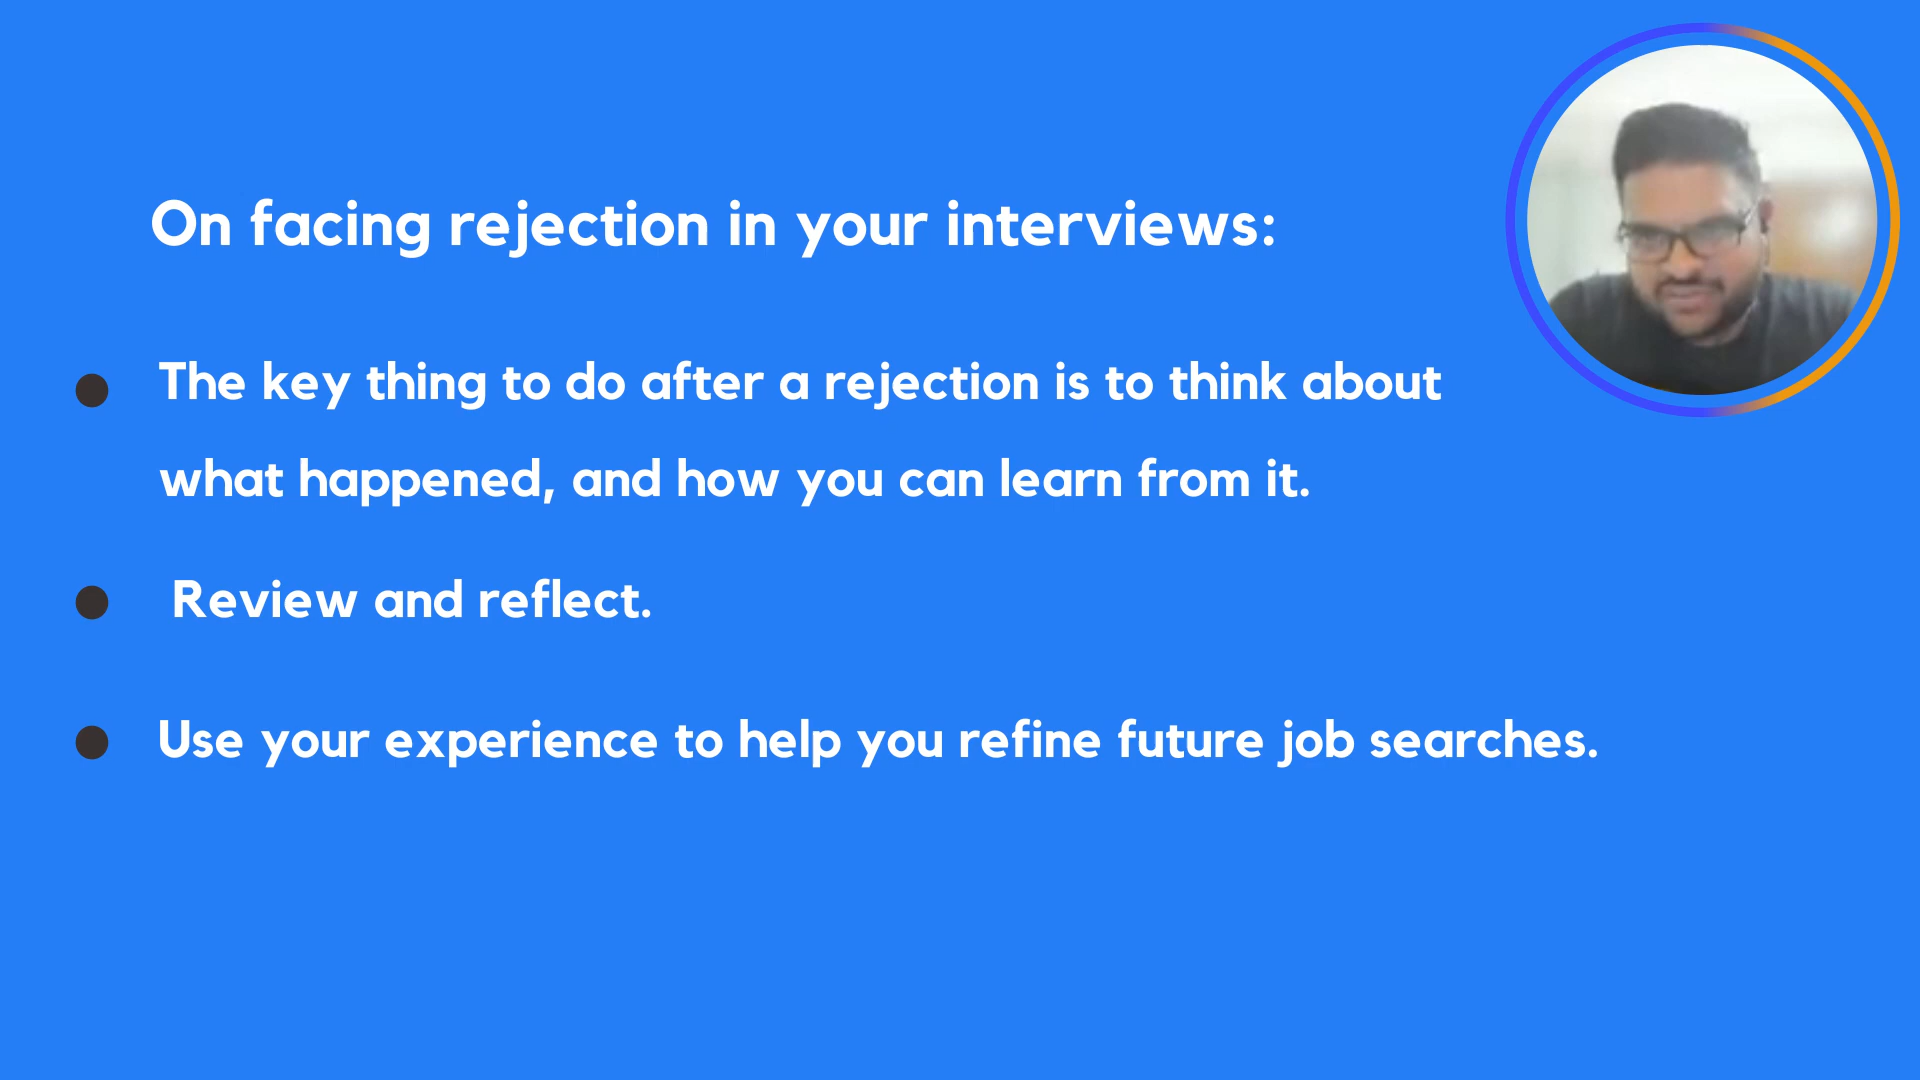 On facing rejection in your interviews:
The key thing to do after a rejection is to think about
what happened, and how you can learn from it.
Review and reflect.
Use your experience to help you refine future job searches.